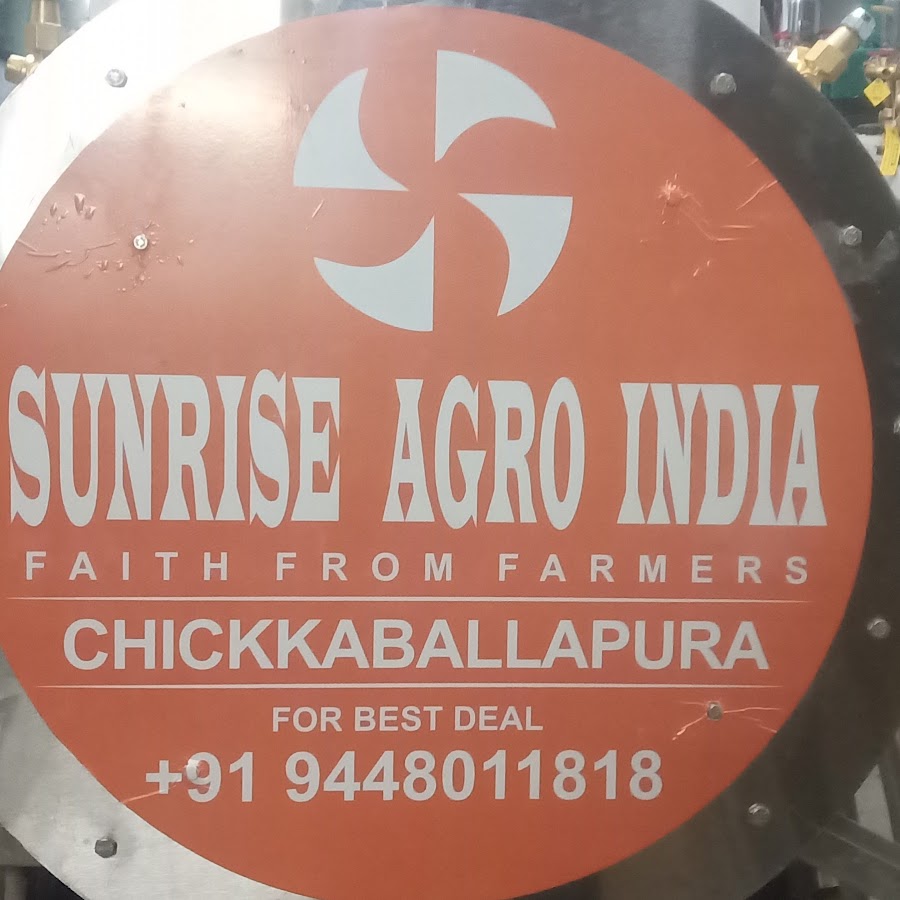 SUNRISE AGRO INDIA
FAITH FROM FARMERS
CHICKKABALLAPURA
FOR BEST DEAL
+91 9448011818